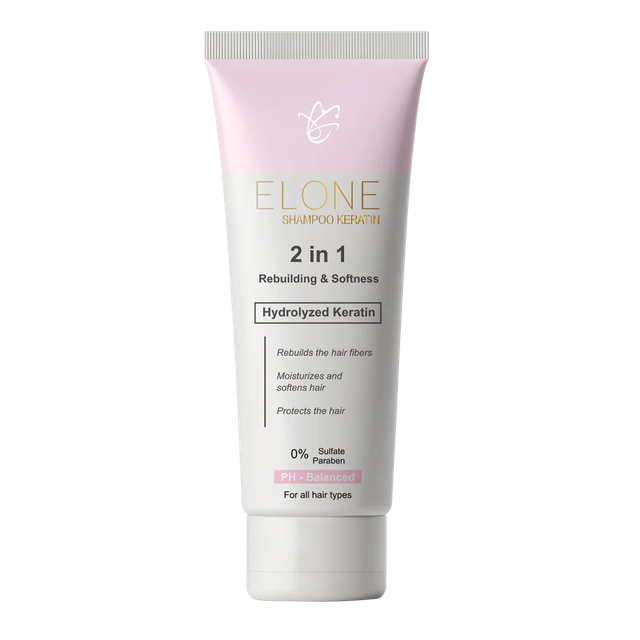 ELONE
SHAMPOO KERATIN
2 in 1
Rebuilding & Softness
Hydrolyzed Keratin
Rebuilds the hair fibers
Moisturizes and
softens hair
Protects the hair
0% Sulfate
Paraben
PH - Balanced
For all hair types